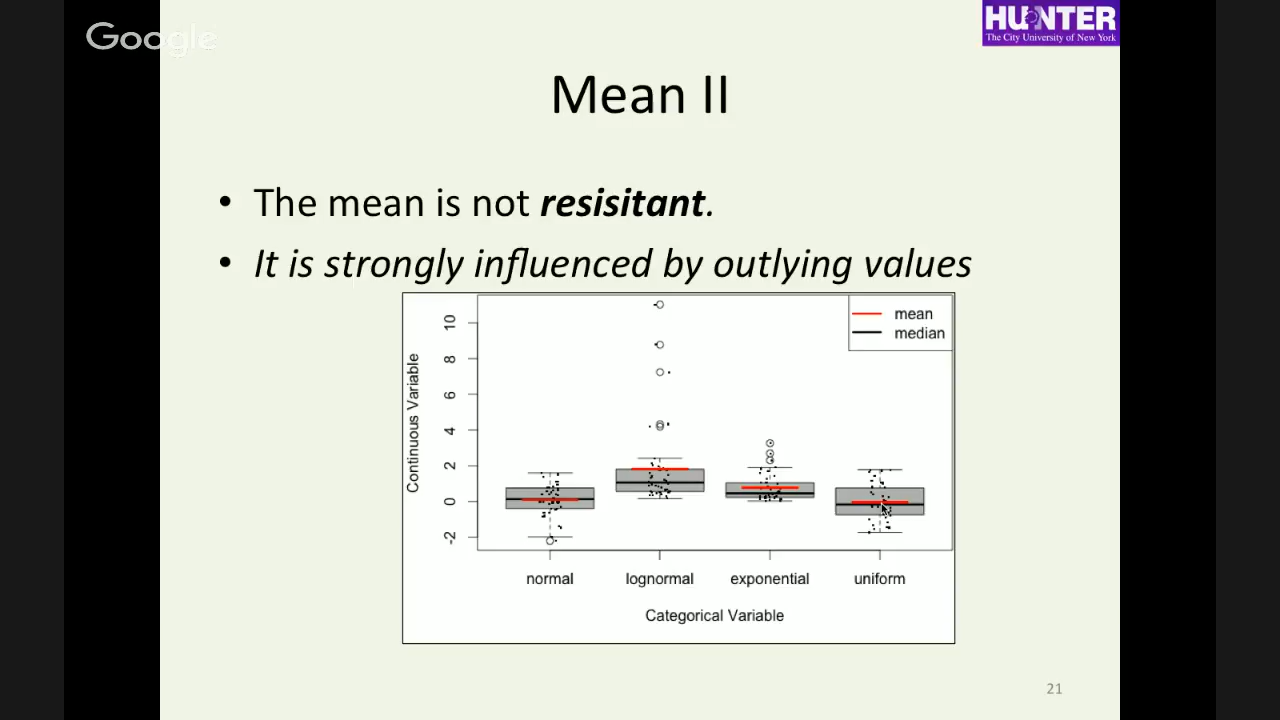 Google
HUNTER
The City University of New York
Mean II
• The mean is not resisitant.
• It is strongly influenced by outlying values
mean
median
Continuous Variable
10
8
6
4
2
0
-2
normal lognormal exponential uniform
Categorical Variable
21